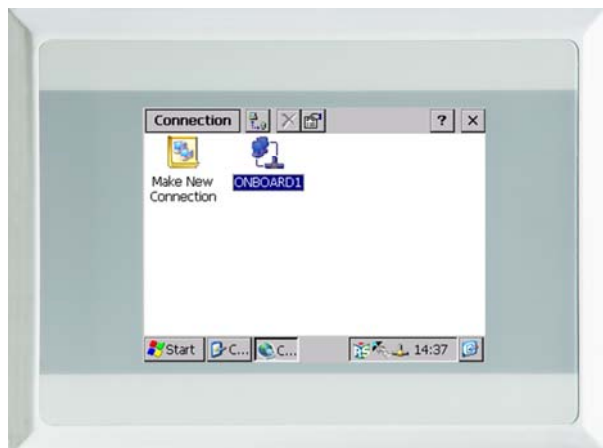 Connection ? ×
Make New
Connection
ONBOARD1
Start C... C... 14:37